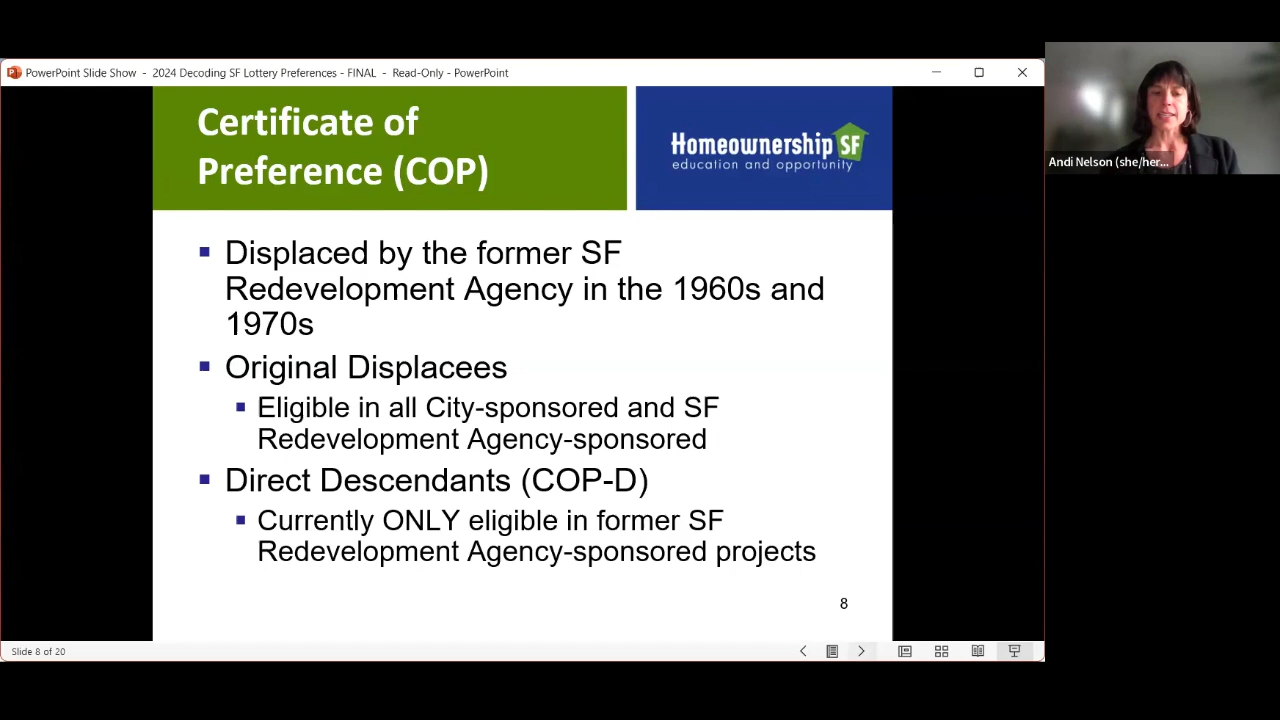 PowerPoint Slide Show - 2024 Decoding SF Lottery Preferences - FINAL - Read-Only - PowerPoint
Certificate of
Preference (COP)
Homeownership SF
education and opportunity
Displaced by the former SF
Redevelopment Agency in the 1960s and
1970s
Original Displacees
Eligible in all City-sponsored and SF
Redevelopment Agency-sponsored
Direct Descendants (COP-D)
Currently ONLY eligible in former SF
Redevelopment Agency-sponsored projects
8
Slide 8 of 20
Andi Nelson (she/her...